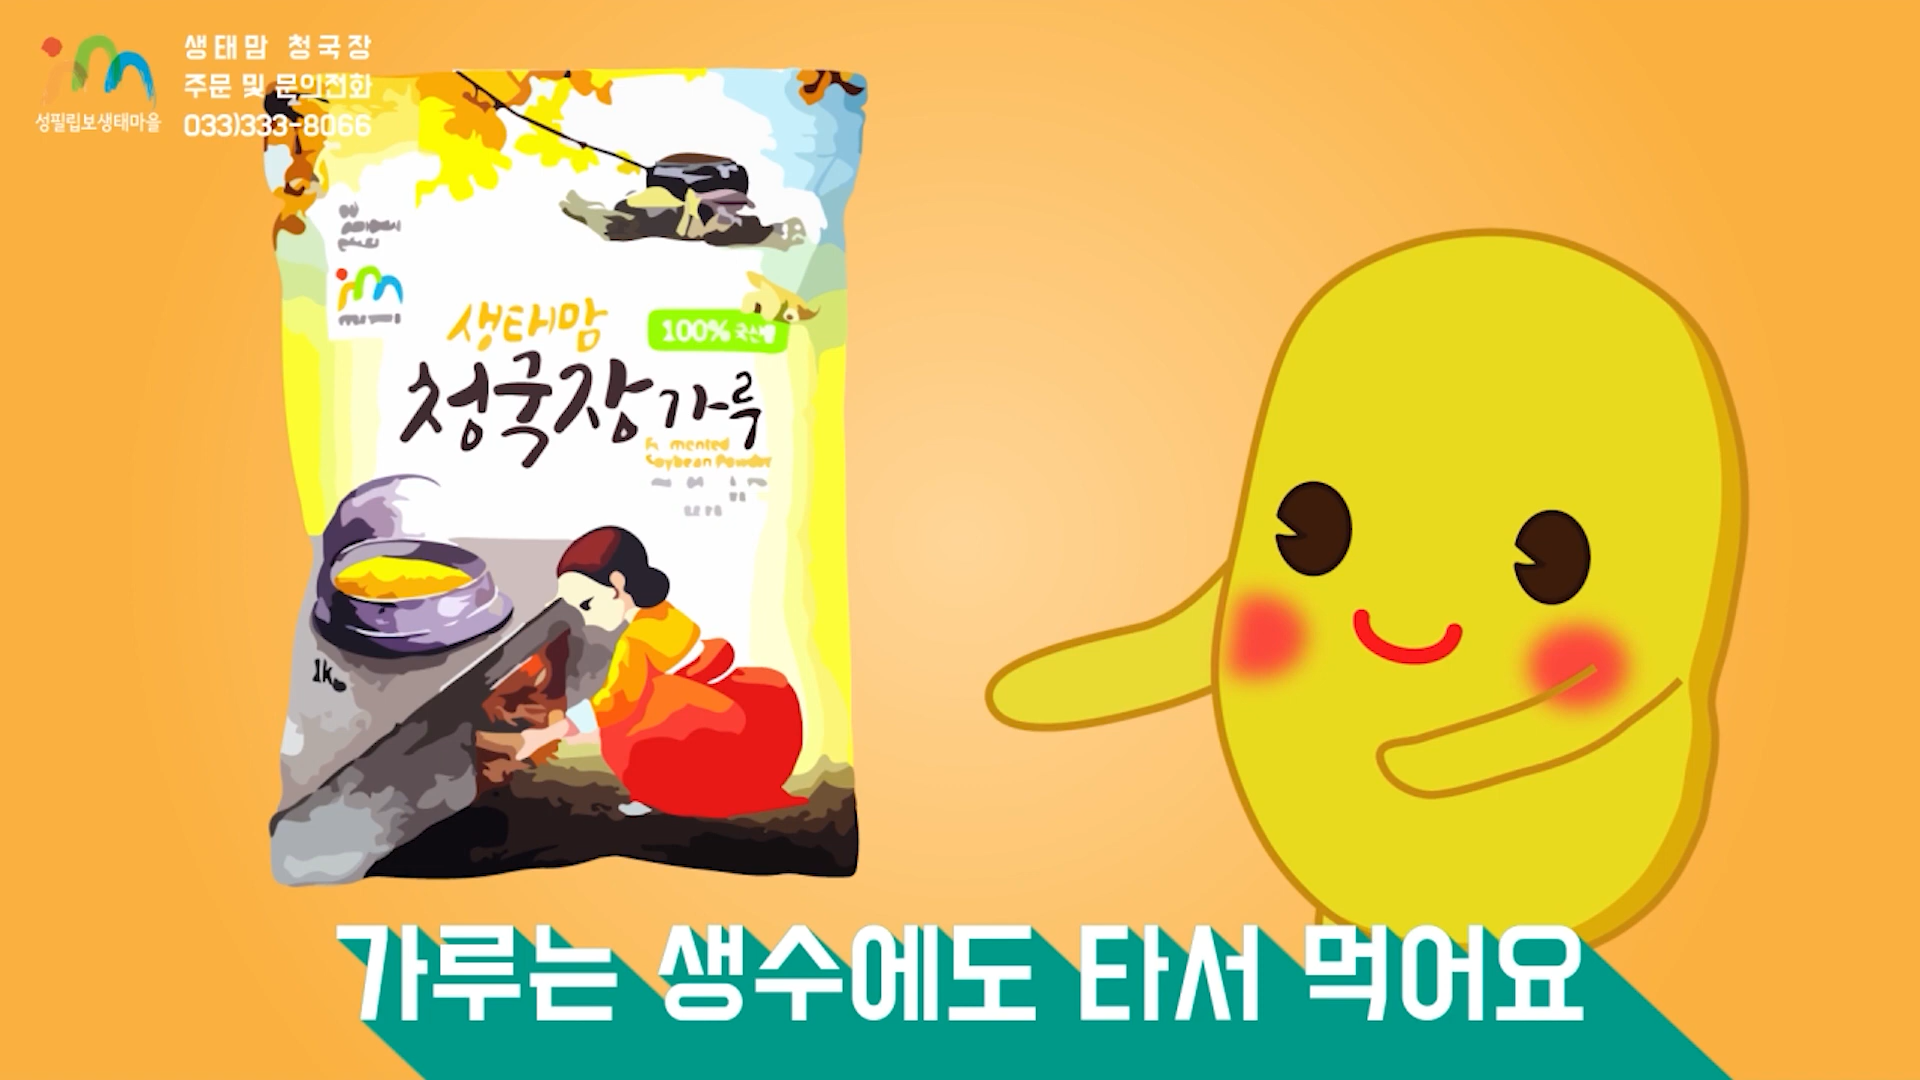 생태맘 청국장
주문 및 문의전화
033)333-8066
성필립보생태마을
생태맘
100% 국산콩
청국장 가루
Soybean Powder
가루는 생수에도 타서 먹어요